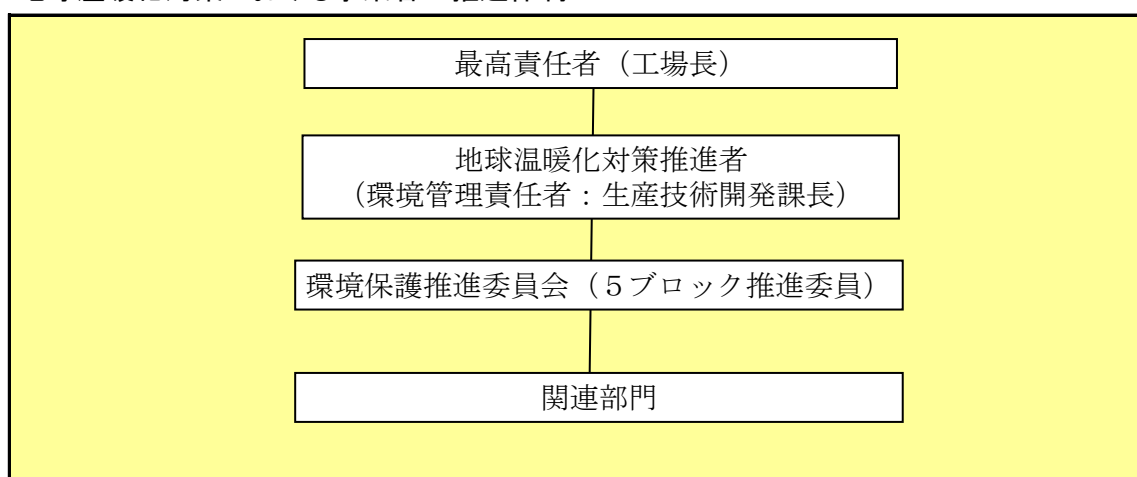 最高責任者（工場長）
地球温暖化対策推進者
（環境管理責任者：生産技術開発課長）
環境保護推進委員会（５ブロック推進委員）
関連部門